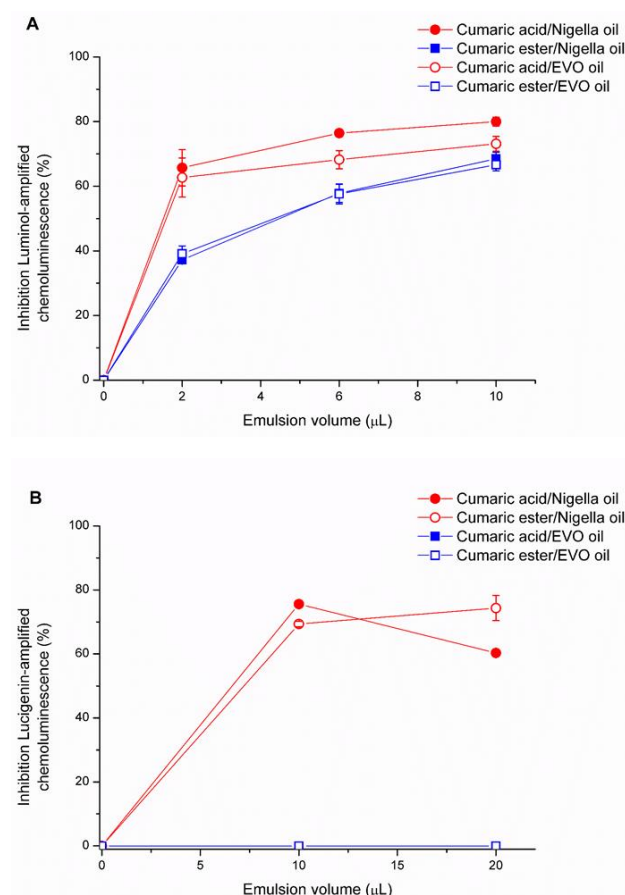 A
Cumaric acid/Nigella oil
Cumaric ester/Nigella oil
Cumaric acid/EVO oil
Cumaric ester/EVO oil
100
80
60
40
20
0
0 2 4 6 8 10
Inhibition Luminol-amplified
chemoluminescence (%)
Emulsion volume (μL)
B
Cumaric acid/Nigella oil
Cumaric ester/Nigella oil
Cumaric acid/EVO oil
Cumaric ester/EVO oil
100
80
60
40
20
0
0 5 10 15 20
Inhibition Lucigenin-amplified
chemoluminescence (%)
Emulsion volume (μL)